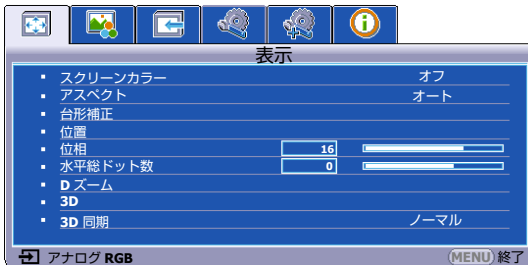 表示
スクリーンカラー オフ
アスペクト オート
台形補正
位置
位相 16
水平総ドット数 0
D ズーム
3D
3D 同期 ノーマル
アナログ RGB MENU 終了